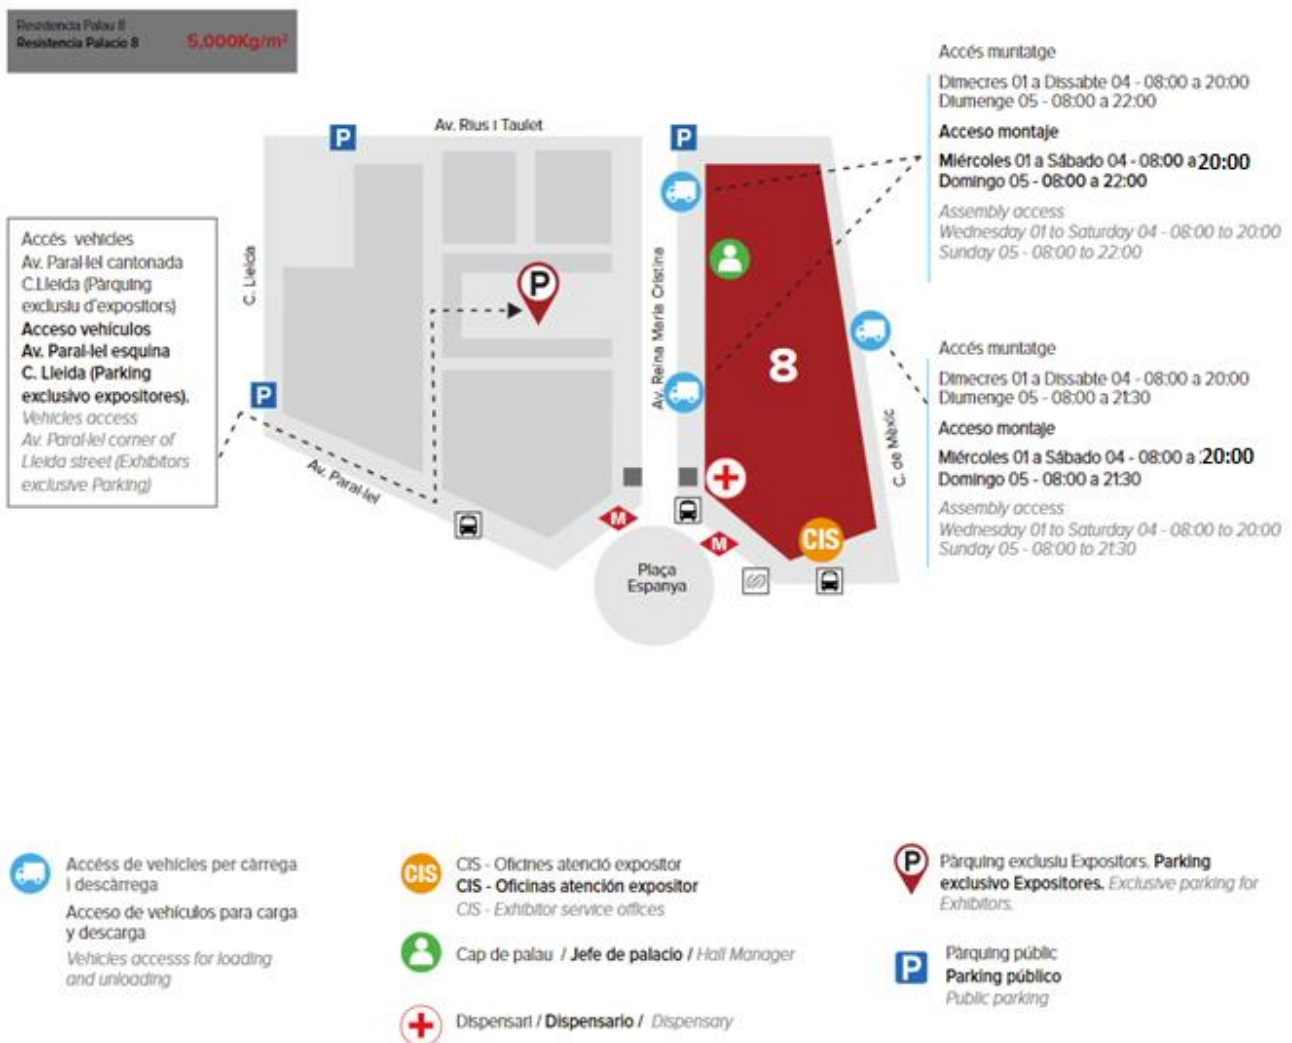 Resistencia Palau 8
Resistencia Palacio 8
5,000Kg/m²
Accés muntatge
Dimecres 01 a Dissabte 04 - 08:00 a 20:00
Diumenge 05 - 08:00 a 22:00
Acceso montaje
Miércoles 01 a Sábado 04 - 08:00 a 20:00
Domingo 05 - 08:00 a 22:00
Assembly access
Wednesday 01 to Saturday 04 - 08:00 to 20:00
Sunday 05 - 08:00 to 22:00
P
Av. Rius i Taulet
P
Accés vehicles
Av. Paral·lel cantonada
C.Lleida (Pàrquing
exclusiu d'expositors)
Acceso vehículos
Av. Paral·lel esquina
C. Lleida (Parking
exclusivo expositores).
Vehicles access
Av. Paral·lel corner of
Lleida street (Exhibitors
exclusive Parking)
C. Lleida
P
P
Av. Paral·lel
Av. Reina Maria Cristina
8
C. de Mèxic
M
M
CIS
Plaça
Espanya
Accés muntatge
Dimecres 01 a Dissabte 04 - 08:00 a 20:00
Diumenge 05 - 08:00 a 21:30
Acceso montaje
Miércoles 01 a Sábado 04 - 08:00 a 20:00
Domingo 05 - 08:00 a 21:30
Assembly access
Wednesday 01 to Saturday 04 - 08:00 to 20:00
Sunday 05 - 08:00 to 21:30
Accéss de vehicles per càrrega
i descàrrega
Acceso de vehículos para carga
y descarga
Vehicles accesss for loading
and unloading
CIS
CIS - Oficines atenció expositor
CIS - Oficinas atención expositor
CIS - Exhibitor service offices
Cap de palau / Jefe de palacio / Hall Manager
Dispensari / Dispensario / Dispensary
P
Pàrquing exclusiu Expositors. Parking
exclusivo Expositores. Exclusive parking for
Exhibitors.
P
Pàrquing públic
Parking público
Public parking